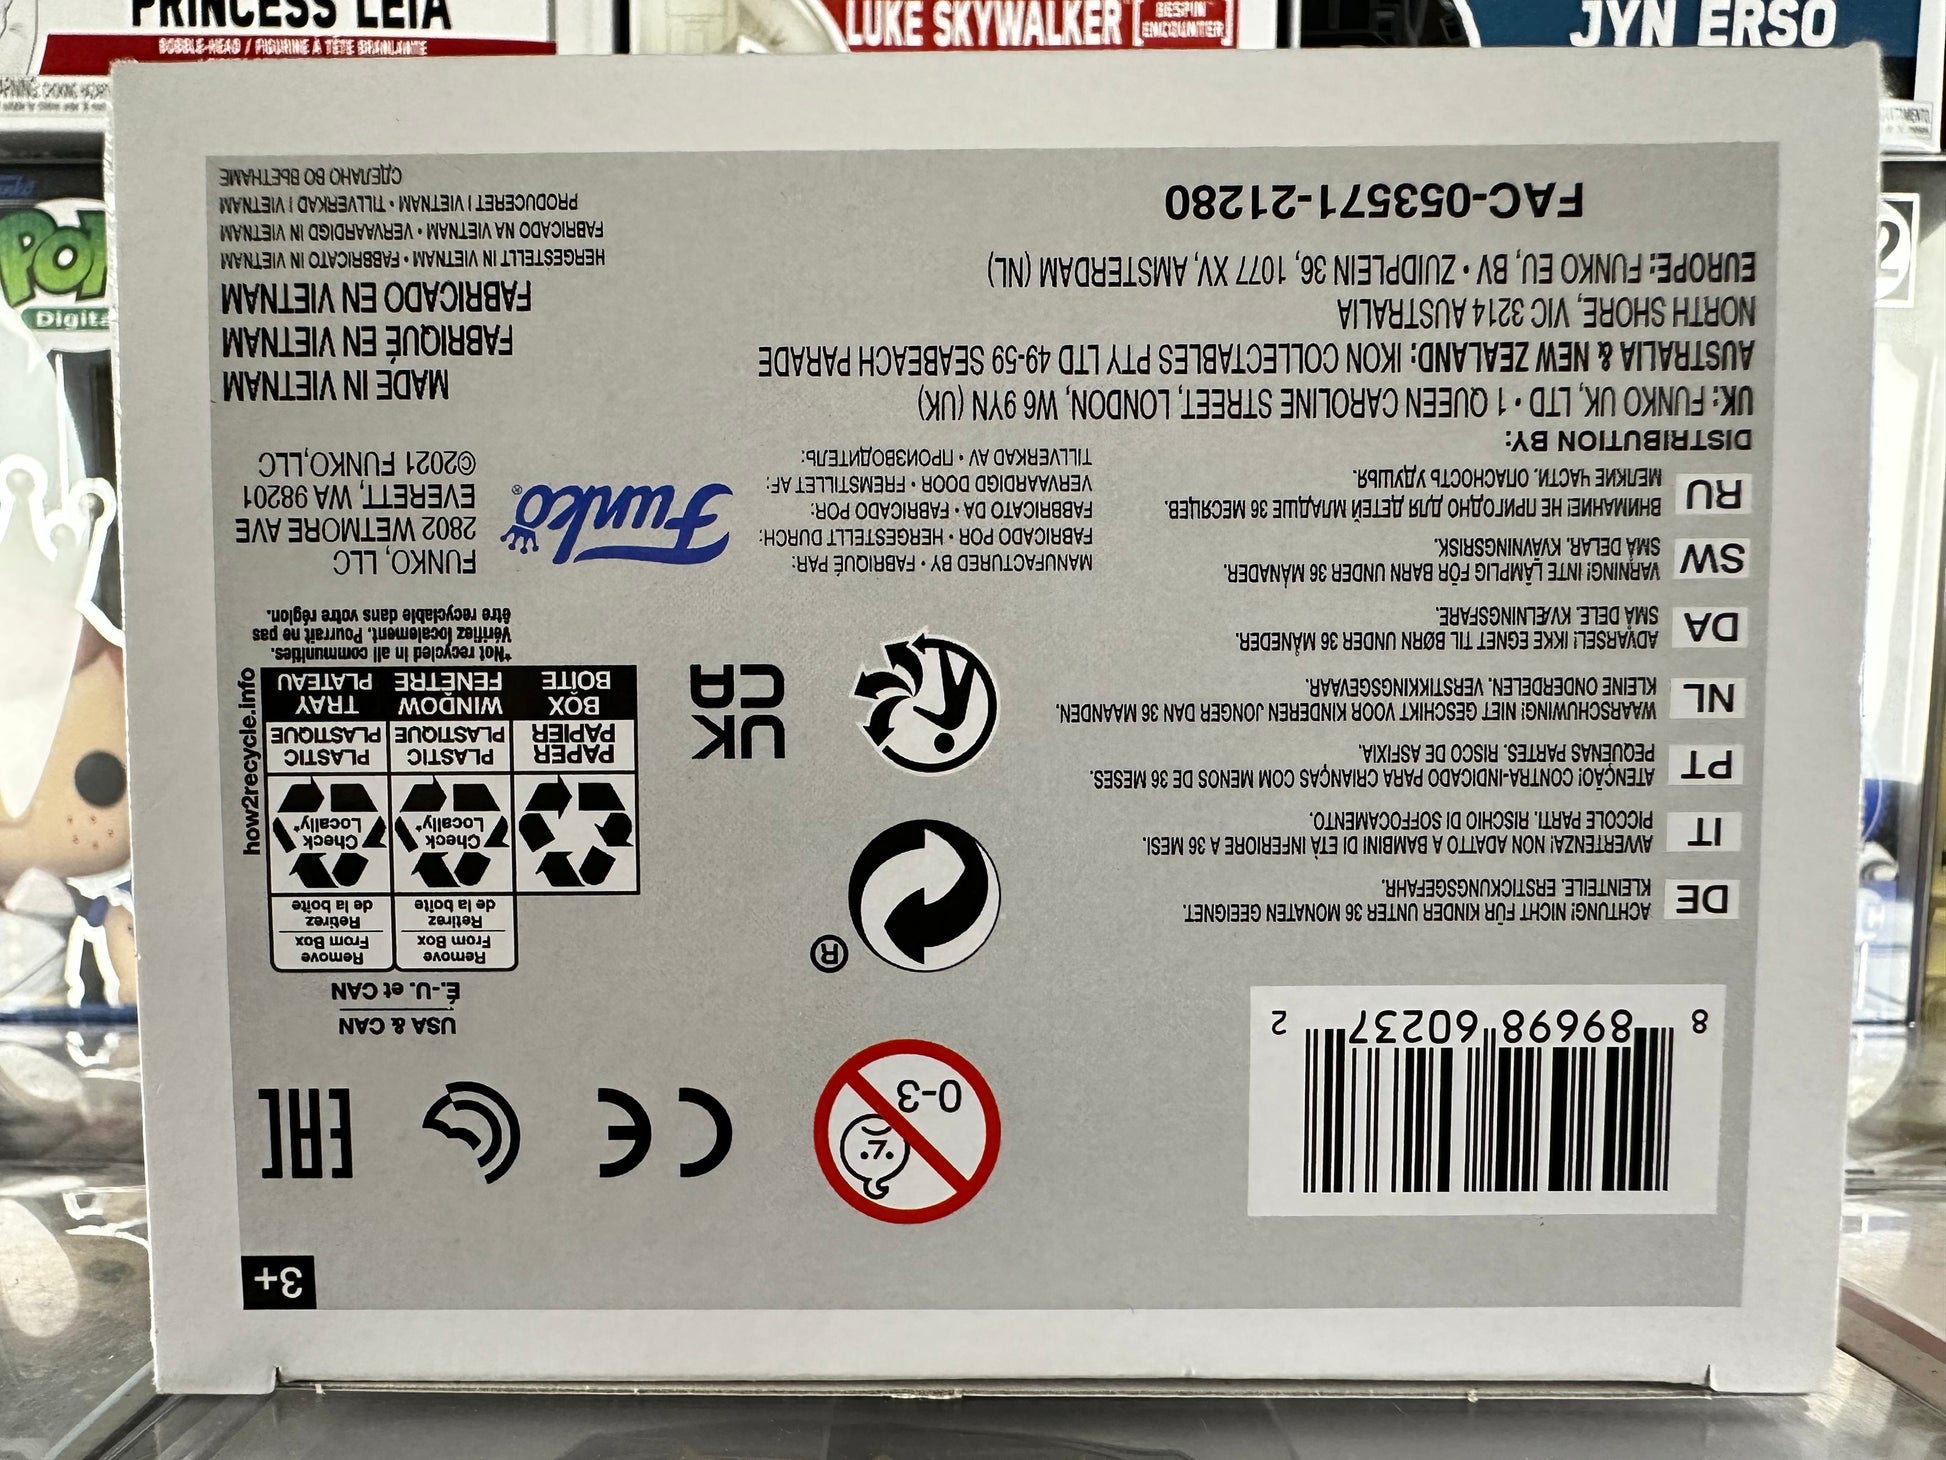 PRINCESS LEIA
BOBBLE-HEAD / FIGURINE À TÊTE BRANLANTE
LUKE SKYWALKER
BESPIN
ENCOUNTER
JYN ERSO
POP
Digita
2
3+
8 89698 60237 2
0-3
CE
EAC
USA & CAN
É.-U. et CAN
Remove
From Box
Retirez
de la boîte
Remove
From Box
Retirez
de la boîte
Check
Locally*
Check
Locally*
PAPER
PAPIER
BOX
BOÎTE
PLASTIC
PLASTIQUE
WINDOW
FENÊTRE
PLASTIC
PLASTIQUE
TRAY
PLATEAU
how2recycle.info
*Not recycled in all communities.
Vérifiez localement. Pourrait ne pas
être recyclable dans votre région.
®
UK
CA
DE
ACHTUNG! NICHT FÜR KINDER UNTER 36 MONATEN GEEIGNET.
KLEINTEILE. ERSTICKUNGSGEFAHR.
IT
AVVERTENZA! NON ADATTO A BAMBINI DI ETÀ INFERIORE A 36 MESI.
PICCOLE PARTI. RISCHIO DI SOFFOCAMENTO.
PT
ATENÇÃO! CONTRA-INDICADO PARA CRIANÇAS COM MENOS DE 36 MESES.
PEQUENAS PARTES. RISCO DE ASFIXIA.
NL
WAARSCHUWING! NIET GESCHIKT VOOR KINDEREN JONGER DAN 36 MAANDEN.
KLEINE ONDERDELEN. VERSTIKKINGSGEVAAR.
DA
ADVARSEL! IKKE EGNET TIL BØRN UNDER 36 MÅNEDER.
SMÅ DELE. KVÆLNINGSFARE.
SW
VARNING! INTE LÄMPLIG FÖR BARN UNDER 36 MÅNADER.
SMÅ DELAR. KVÄVNINGSRISK.
RU
ВНИМАНИЕ! НЕ ПРИГОДНО ДЛЯ ДЕТЕЙ МЛАДШЕ 36 МЕСЯЦЕВ.
МЕЛКИЕ ЧАСТИ. ОПАСНОСТЬ УДУШЬЯ.
MANUFACTURED BY • FABRIQUÉ PAR:
FABRICADO POR • HERGESTELLT DURCH:
FABBRICATO DA • FABRICADO POR:
VERVAARDIGD DOOR • FREMSTILLET AF:
TILLVERKAD AV • ПРОИЗВОДИТЕЛЬ:
Funko®
FUNKO, LLC
2802 WETMORE AVE
EVERETT, WA 98201
©2021 FUNKO,LLC
DISTRIBUTION BY:
UK: FUNKO UK, LTD • 1 QUEEN CAROLINE STREET, LONDON, W6 9YN (UK)
AUSTRALIA & NEW ZEALAND: IKON COLLECTABLES PTY LTD 49-59 SEABEACH PARADE
NORTH SHORE, VIC 3214 AUSTRALIA
EUROPE: FUNKO EU, BV • ZUIDPLEIN 36, 1077 XV, AMSTERDAM (NL)
FAC-053571-21280
MADE IN VIETNAM
FABRIQUÉ EN VIETNAM
FABRICADO EN VIETNAM
HERGESTELLT IN VIETNAM • FABBRICATO IN VIETNAM
FABRICADO NA VIETNAM • VERVAARDIGD IN VIETNAM
PRODUCERET I VIETNAM • TILLVERKAD I VIETNAM
СДЕЛАНО ВО ВЬЕТНАМЕ